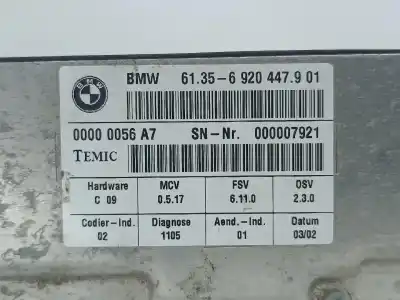 BMW 61.35-6 920 447.9 01
0000 0056 A7 SN-Nr. 000007921
TEMIC
Hardware MCV FSV OSV
C 09 0.5.17 6.11.0 2.3.0
Codier-Ind. Diagnose Aend.-Ind. Datum
02 1105 01 03/02